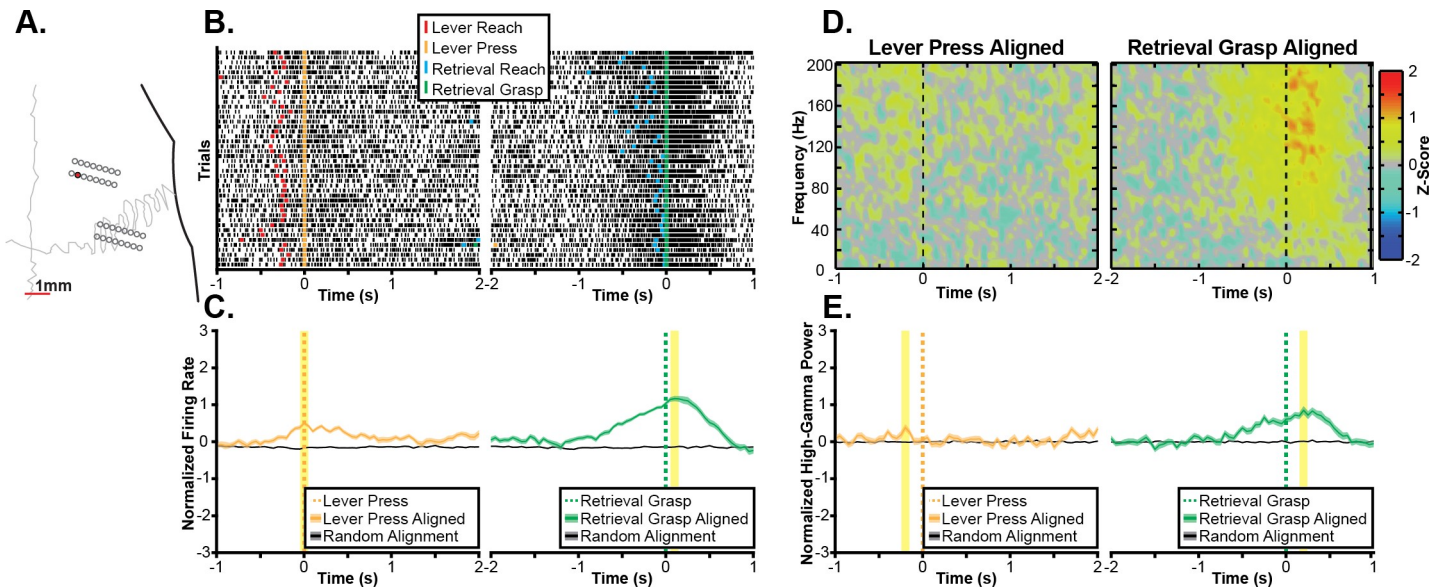 A.
1mm
B.
Lever Reach
Lever Press
Retrieval Reach
Retrieval Grasp
Trials
-1 0 1 2
Time (s)
-2 -1 0 1
Time (s)
C.
Normalized Firing Rate
3
2
1
0
-1
-2
-3
Lever Press
Lever Press Aligned
Random Alignment
-1 0 1 2
Time (s)
Retrieval Grasp
Retrieval Grasp Aligned
Random Alignment
-2 -1 0 1
Time (s)
D.
Lever Press Aligned
Retrieval Grasp Aligned
Frequency (Hz)
200
160
120
80
40
0
-1 0 1 2
Time (s)
-2 -1 0 1
Time (s)
2
1
0
-1
-2
Z-Score
E.
Normalized High-Gamma Power
3
2
1
0
-1
-2
-3
Lever Press
Lever Press Aligned
Random Alignment
-1 0 1 2
Time (s)
Retrieval Grasp
Retrieval Grasp Aligned
Random Alignment
-2 -1 0 1
Time (s)